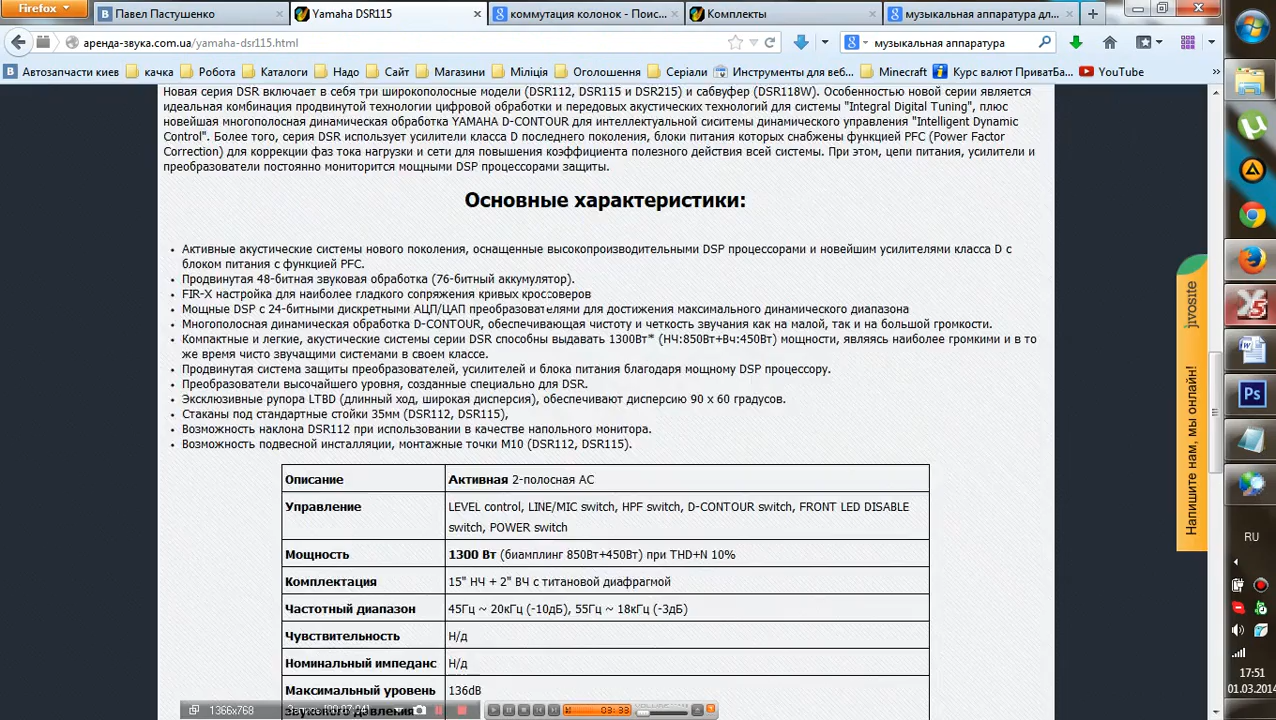 Firefox
Павел Пастушенко
Yamaha DSR115
коммутация колонок - Поис...
Комплекты
музыкальная аппаратура дл...
аренда-звука.com.ua/yamaha-dsr115.html
музыкальная аппаратура
Автозапчасти киев
качка
Робота
Каталоги
Надо
Сайт
Магазини
Міліція
Оголошення
Серіали
Инструменты для веб...
Minecraft
Курс валют ПриватБа...
YouTube
»
Новая серия DSR включает в себя три широкополосные модели (DSR112, DSR115 и DSR215) и сабвуфер (DSR118W). Особенностью новой серии является
идеальная комбинация продвинутой технологии цифровой обработки и передовых акустических технологий для системы "Integral Digital Tuning", плюс
новейшая многополосная динамическая обработка YAMAHA D-CONTOUR для интеллектуальной сиситемы динамического управления "Intelligent Dynamic
Control". Более того, серия DSR использует усилители класса D последнего поколения, блоки питания которых снабжены функцией PFC (Power Factor
Correction) для коррекции фаз тока нагрузки и сети для повышения коэффициента полезного действия всей системы. При этом, цепи питания, усилители и
преобразователи постоянно мониторится мощными DSP процессорами защиты.
Основные характеристики:
• Активные акустические системы нового поколения, оснащенные высокопроизводительными DSP процессорами и новейшим усилителями класса D с
блоком питания с функцией PFC.
• Продвинутая 48-битная звуковая обработка (76-битный аккумулятор).
• FIR-X настройка для наиболее гладкого сопряжения кривых кроссоверов
• Мощные DSP с 24-битными дискретными АЦП/ЦАП преобразователями для достижения максимального динамического диапазона
• Многополосная динамическая обработка D-CONTOUR, обеспечивающая чистоту и четкость звучания как на малой, так и на большой громкости.
• Компактные и легкие, акустические системы серии DSR способны выдавать 1300Вт* (НЧ:850Вт+Вч:450Вт) мощности, являясь наиболее громкими и в то
же время чисто звучащими системами в своем классе.
• Продвинутая система защиты преобразователей, усилителей и блока питания благодаря мощному DSP процессору.
• Преобразователи высочайшего уровня, созданные специально для DSR.
• Эксклюзивные рупора LTBD (длинный ход, широкая дисперсия), обеспечивают дисперсию 90 х 60 градусов.
• Стаканы под стандартные стойки 35мм (DSR112, DSR115),
• Возможность наклона DSR112 при использовании в качестве напольного монитора.
• Возможность подвесной инсталляции, монтажные точки М10 (DSR112, DSR115).
Описание Активная 2-полосная АС
Управление LEVEL control, LINE/MIC switch, HPF switch, D-CONTOUR switch, FRONT LED DISABLE
switch, POWER switch
Мощность 1300 Вт (биамплинг 850Вт+450Вт) при THD+N 10%
Комплектация 15" НЧ + 2" ВЧ с титановой диафрагмой
Частотный диапазон 45Гц ~ 20кГц (-10дБ), 55Гц ~ 18кГц (-3дБ)
Чувствительность Н/д
Номинальный импеданс Н/д
Максимальный уровень 136dB
звукового давления
jivosite
Напишите нам, мы онлайн!
Ps
RU
17:51
01.03.2014
1366x768
03:33